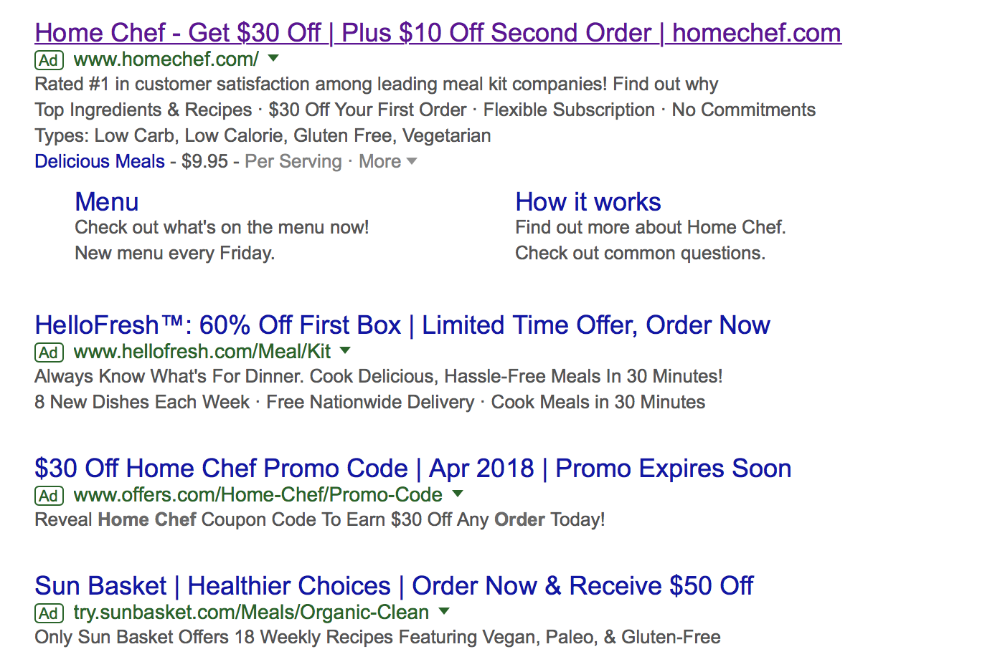 Home Chef - Get $30 Off | Plus $10 Off Second Order | homechef.com
Ad www.homechef.com/
Rated #1 in customer satisfaction among leading meal kit companies! Find out why
Top Ingredients & Recipes · $30 Off Your First Order · Flexible Subscription · No Commitments
Types: Low Carb, Low Calorie, Gluten Free, Vegetarian
Delicious Meals - $9.95 - Per Serving · More
Menu
Check out what's on the menu now!
New menu every Friday.
How it works
Find out more about Home Chef.
Check out common questions.
HelloFresh™: 60% Off First Box | Limited Time Offer, Order Now
Ad www.hellofresh.com/Meal/Kit
Always Know What's For Dinner. Cook Delicious, Hassle-Free Meals In 30 Minutes!
8 New Dishes Each Week · Free Nationwide Delivery · Cook Meals in 30 Minutes
$30 Off Home Chef Promo Code | Apr 2018 | Promo Expires Soon
Ad www.offers.com/Home-Chef/Promo-Code
Reveal Home Chef Coupon Code To Earn $30 Off Any Order Today!
Sun Basket | Healthier Choices | Order Now & Receive $50 Off
Ad try.sunbasket.com/Meals/Organic-Clean
Only Sun Basket Offers 18 Weekly Recipes Featuring Vegan, Paleo, & Gluten-Free